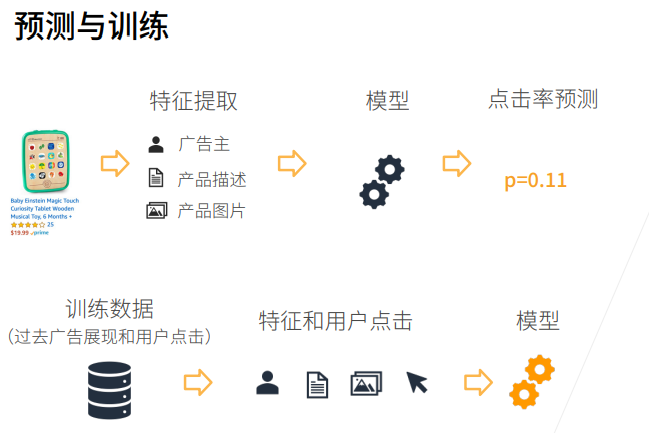 预测与训练
特征提取
模型
点击率预测
广告主
产品描述
产品图片
p=0.11
Baby Einstein Magic Touch
Curiosity Tablet Wooden
Musical Toy, 6 Months +
25
$19.99 prime
训练数据
（过去广告展现和用户点击）
特征和用户点击
模型